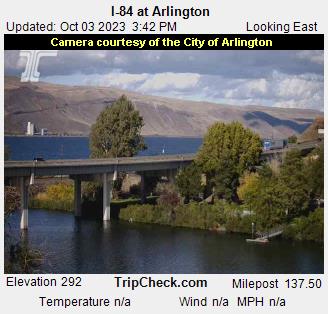 I-84 at Arlington
Updated: Oct 03 2023 3:42 PM Looking East
Camera courtesy of the City of Arlington
Elevation 292 TripCheck.com Milepost 137.50
Temperature n/a Wind n/a MPH n/a